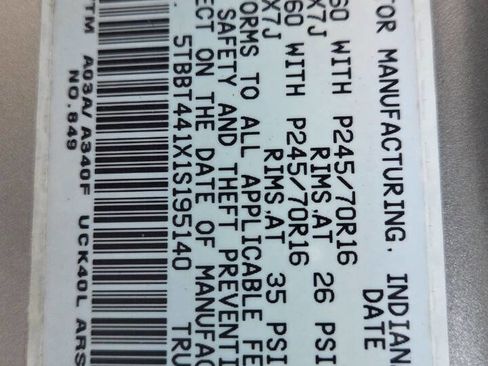 TOR MANUFACTURING, INDIANA
DATE
60 WITH P245/70R16
X7J RIMS.AT 26 PSI
60 WITH P245/70R16
X7J RIMS.AT 35 PSI
ORMS TO ALL APPLICABLE FE
SAFETY AND THEFT PREVENTI
ECT ON THE DATE OF MANUFAC
5TBBT441X1S195140 TRU
TM A03A/A340F UCK40L ARS
NO.849